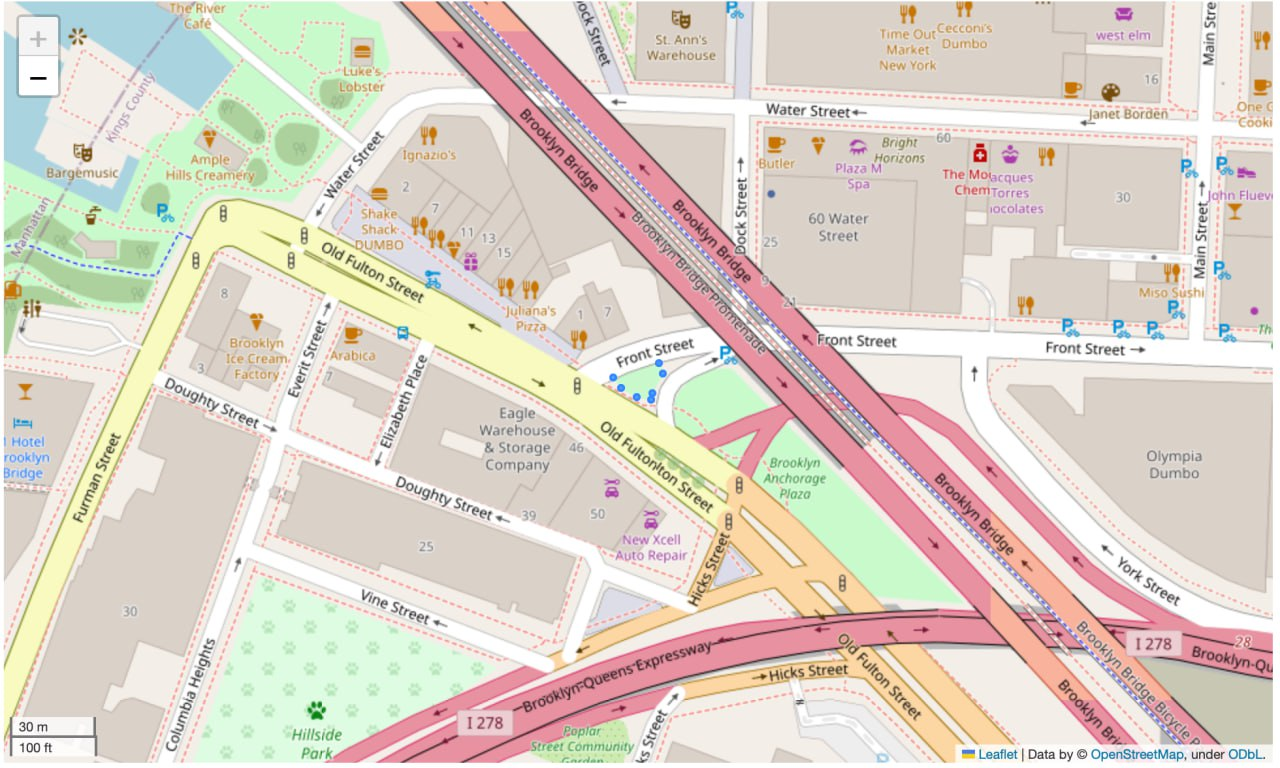 The River
Café
Dock Street
St. Ann's
Warehouse
Time Out
Market
New York
Cecconi's
Dumbo
west elm
Main Stre
+
−
Luke's
Lobster
Kings County
16
Janet Borden
One C
Cooki
Water Street
Water Street
Brooklyn Bridge
Ignazio's
Ample
Hills Creamery
Bargemusic
2
7
11
13
15
Shake
Shack
DUMBO
Butler
Plaza M
Spa
Bright
Horizons
60
The Mo
Chem
acques
Torres
ocolates
30
John Fluev
Manhattan
Dock Street
60 Water
Street
25
9
21
Brooklyn Bridge
Brooklyn Bridge Promenade
Main Street
Miso Sushi
Old Fulton Street
8
3
Brooklyn
Ice Cream
Factory
Everit Street
Arabica
7
Juliana's
Pizza
1
7
Front Street
Front Street
Front Street
The
Elizabeth Place
Doughty Street
Eagle
Warehouse
& Storage
Company
46
Old Fulton
lton Street
Brooklyn
Anchorage
Plaza
Olympia
Dumbo
Hotel
rooklyn
Bridge
Furman Street
Doughty Street
39
50
New Xcell
Auto Repair
Hicks Street
Brooklyn Bridge
York Street
25
30
Vine Street
Columbia Heights
Hillside
Park
Brooklyn-Queens Expressway
I 278
Old Fulton Street
Hicks Street
I 278
28
Brooklyn-Qu
Brooklyn Bridge Bicycle P
Brooklyn Bri
Poplar
Street Community
Garden
ks Street
30 m
100 ft
Leaflet | Data by © OpenStreetMap, under ODbL.